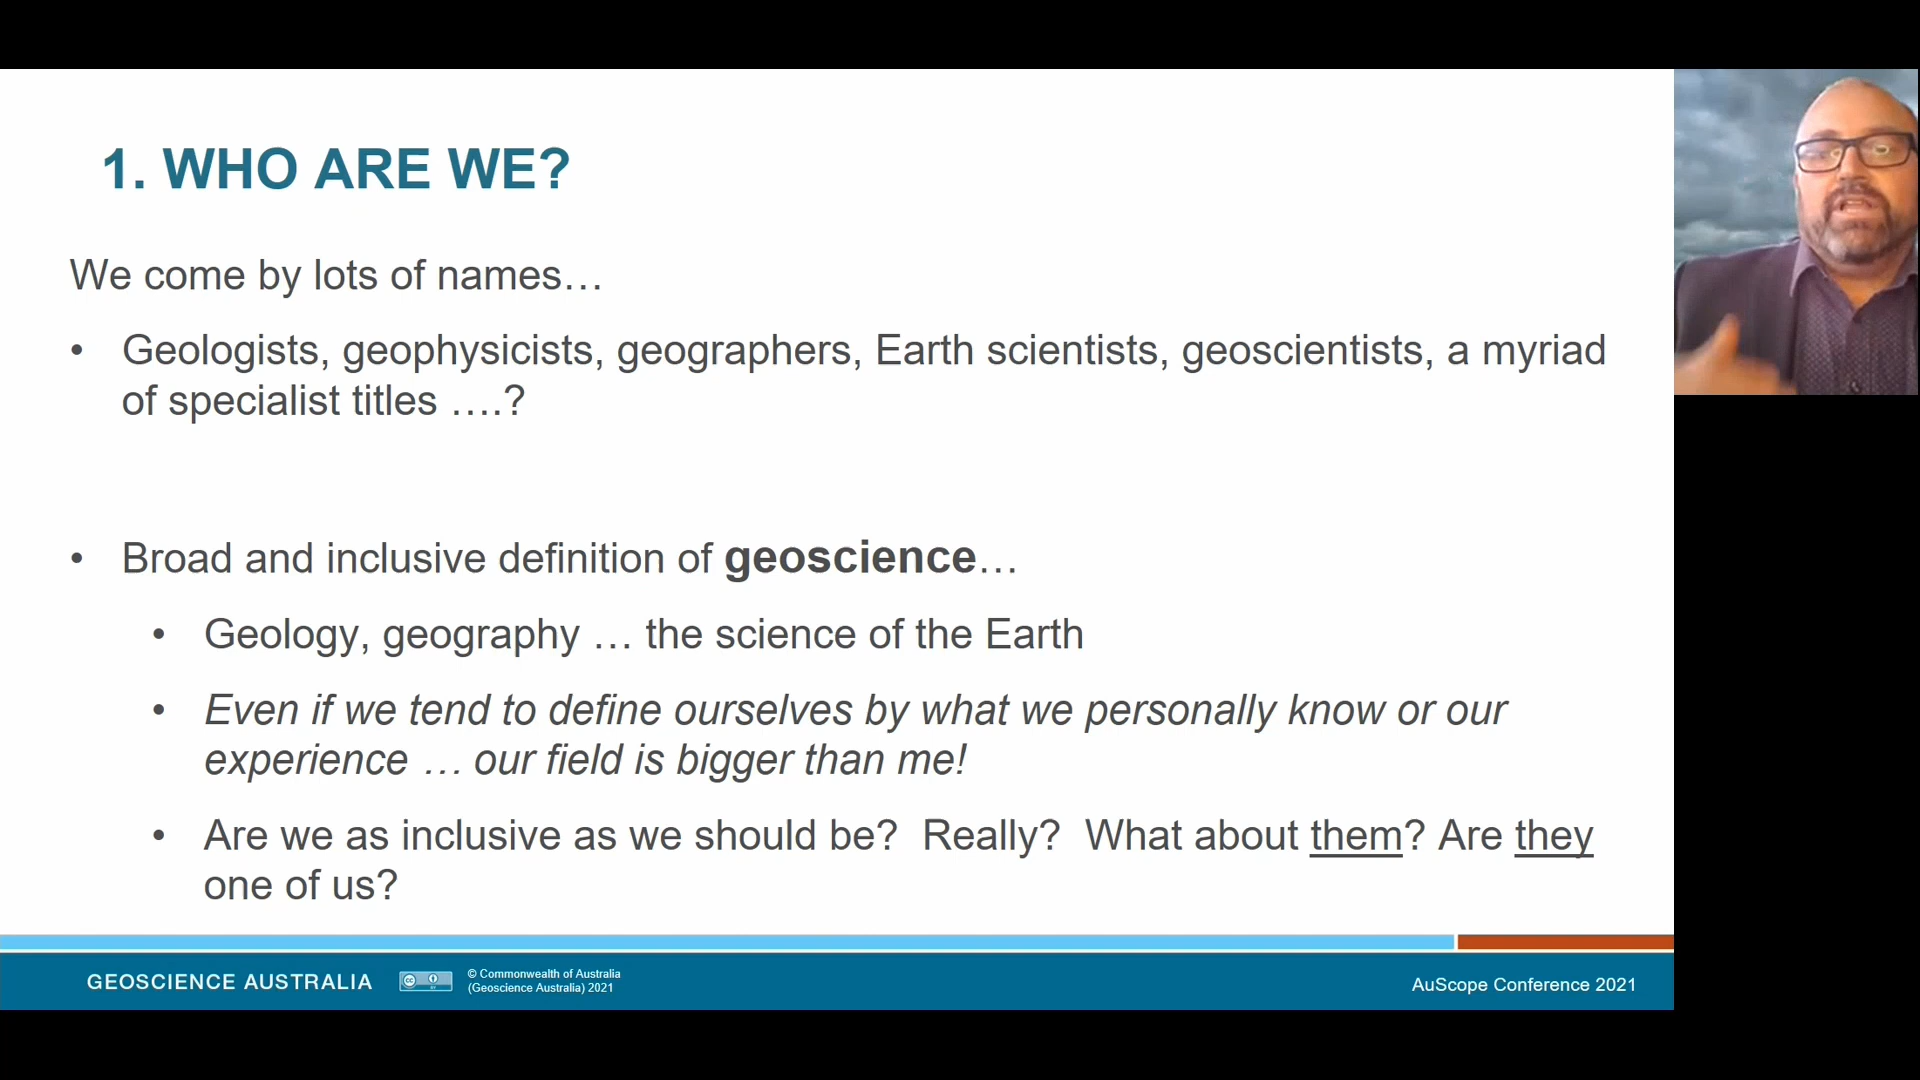 1. WHO ARE WE?
We come by lots of names…
• Geologists, geophysicists, geographers, Earth scientists, geoscientists, a myriad
of specialist titles ….?
• Broad and inclusive definition of geoscience…
• Geology, geography … the science of the Earth
• Even if we tend to define ourselves by what we personally know or our
experience … our field is bigger than me!
• Are we as inclusive as we should be?  Really?  What about them? Are they
one of us?
GEOSCIENCE AUSTRALIA
cc BY
© Commonwealth of Australia
(Geoscience Australia) 2021
AuScope Conference 2021